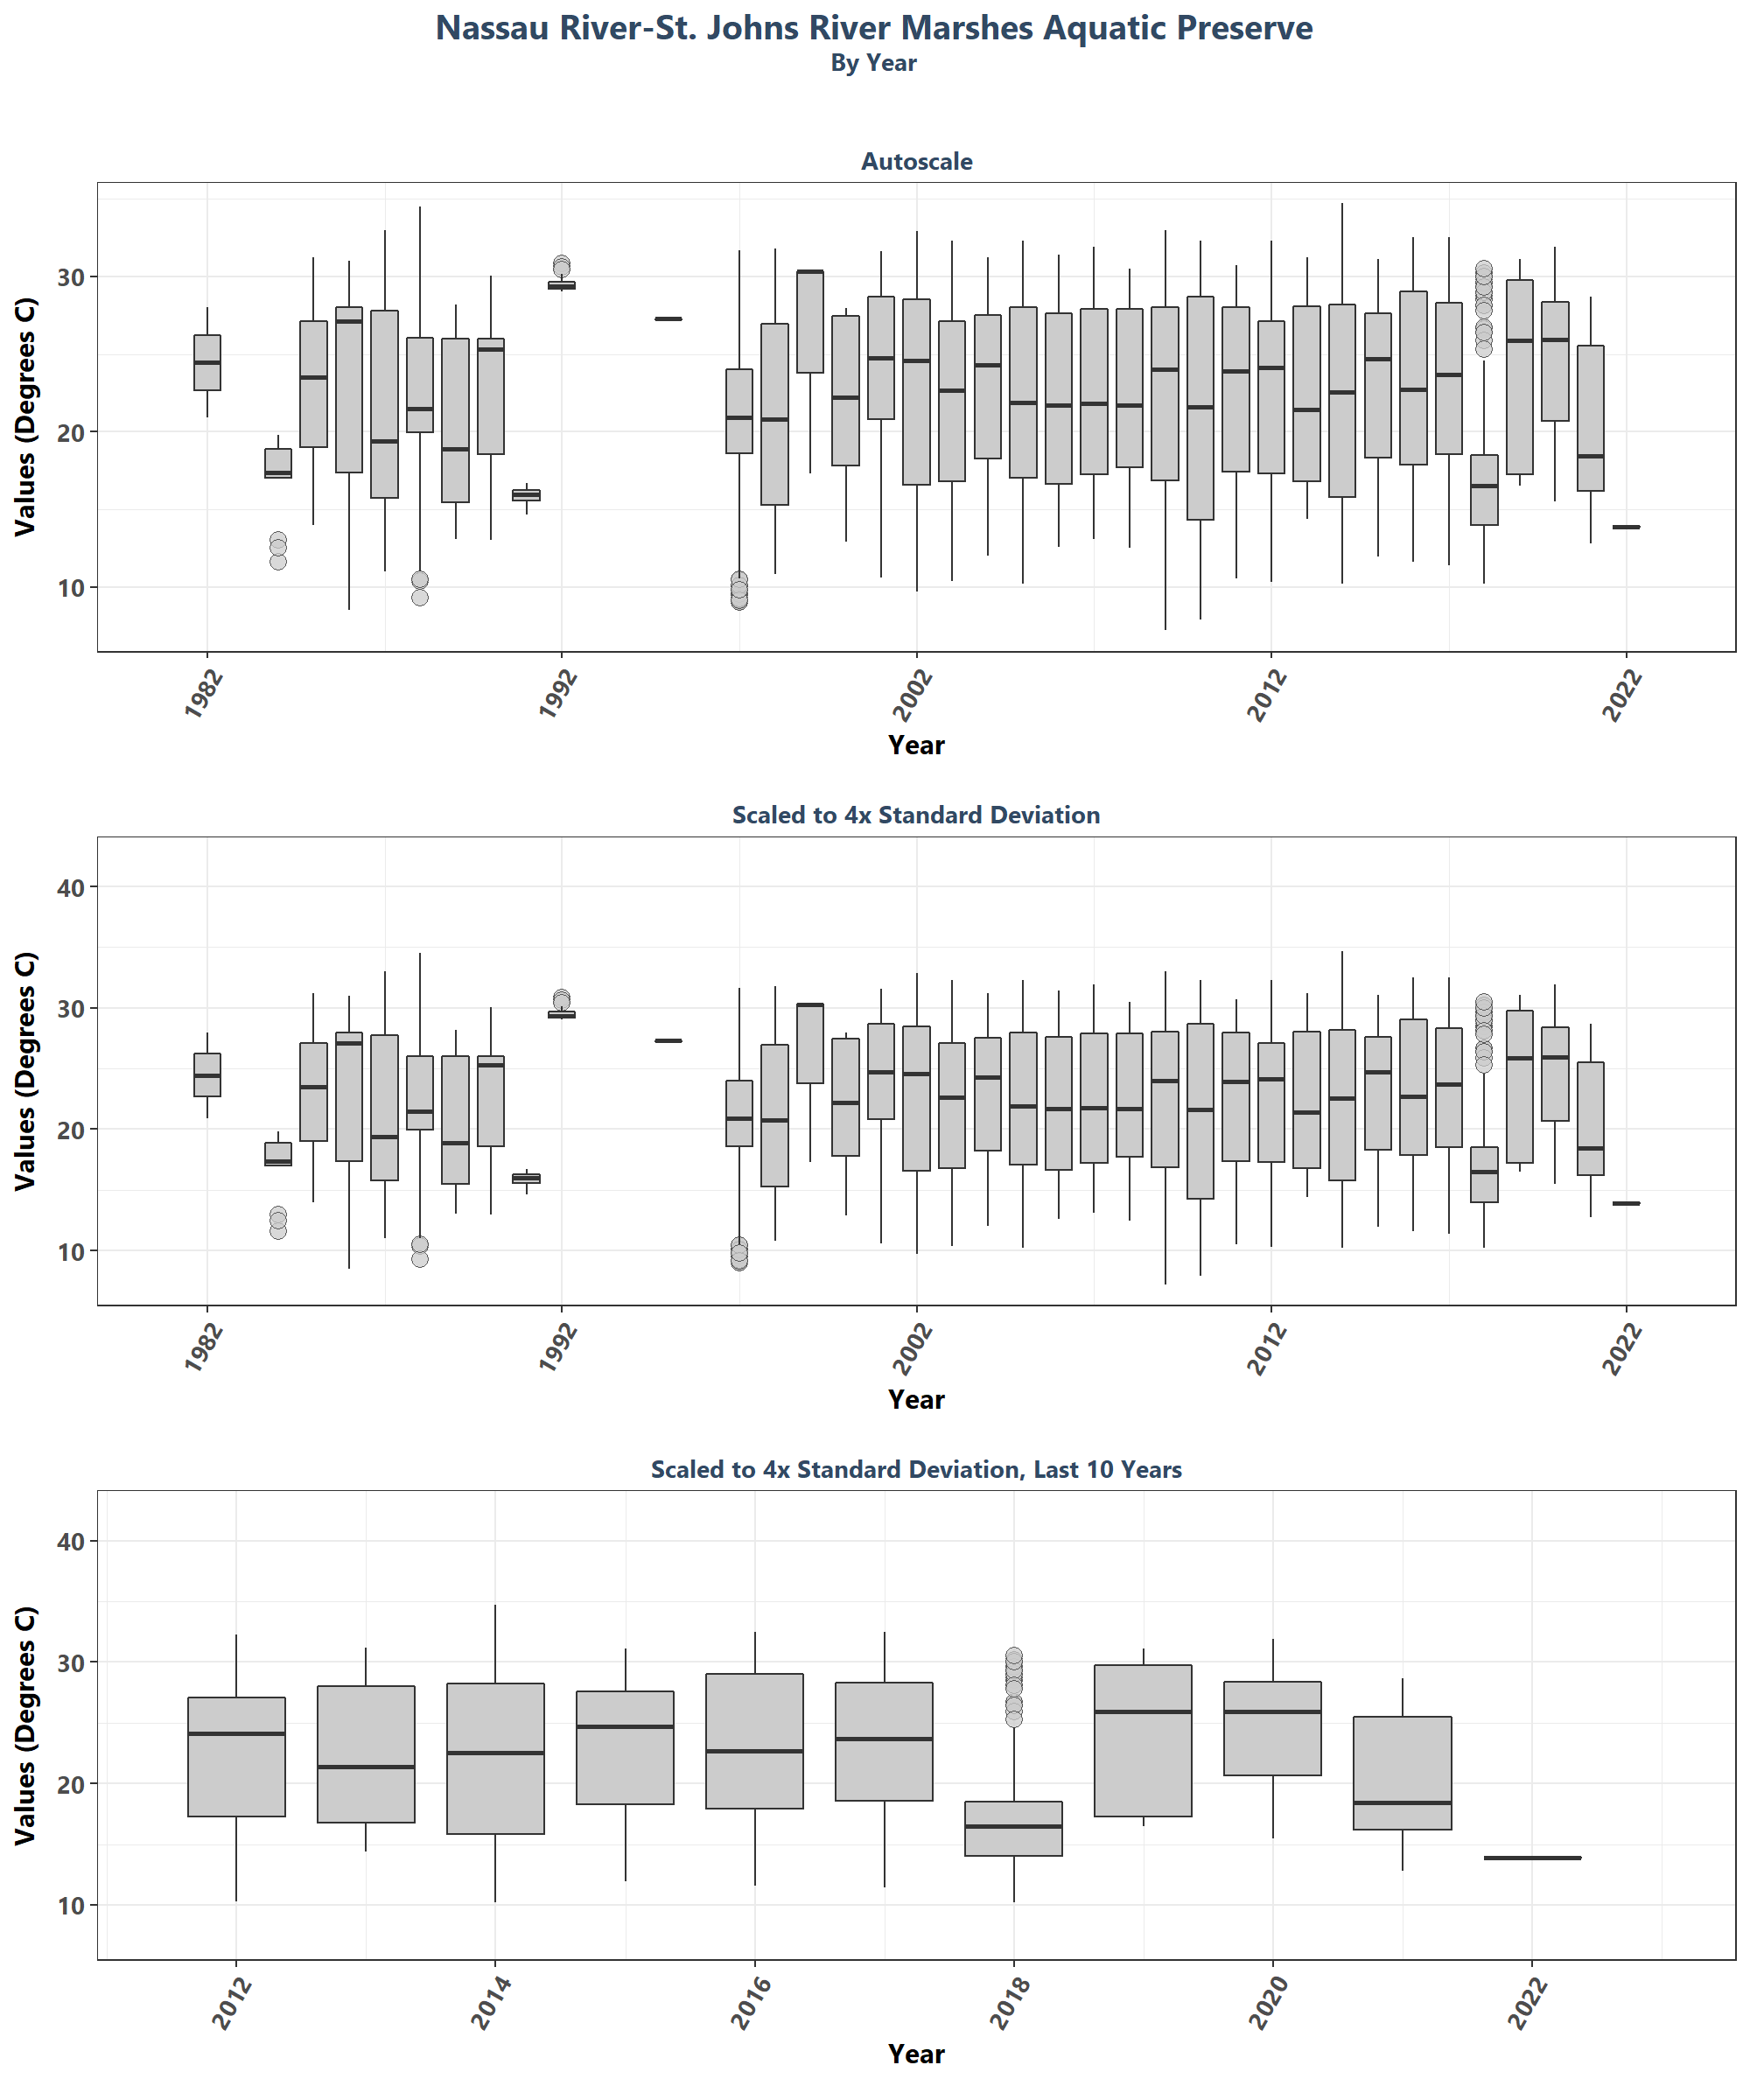 Nassau River-St. Johns River Marshes Aquatic Preserve
By Year
Autoscale
Values (Degrees C)
30
20
10
1982
1992
2002
2012
2022
Year
Scaled to 4x Standard Deviation
Values (Degrees C)
40
30
20
10
1982
1992
2002
2012
2022
Year
Scaled to 4x Standard Deviation, Last 10 Years
Values (Degrees C)
40
30
20
10
2012
2014
2016
2018
2020
2022
Year